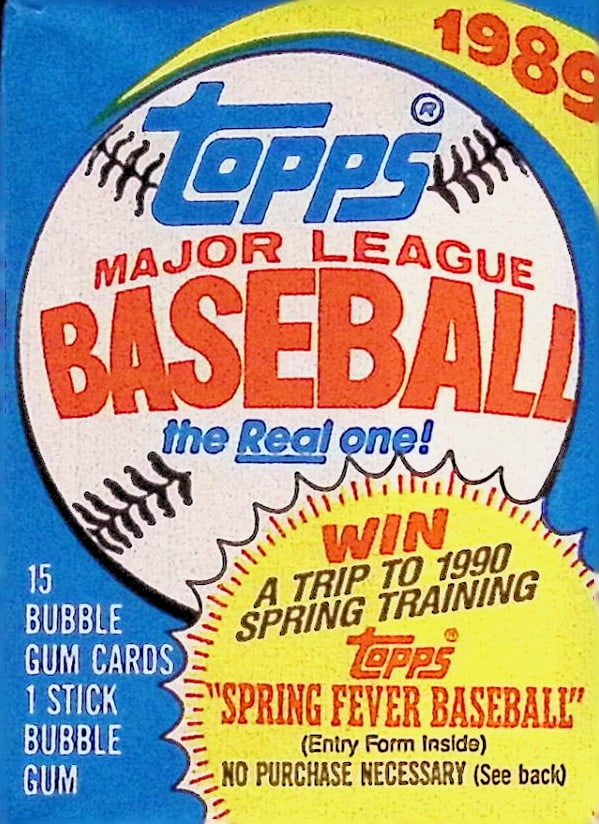 1989
Topps®
MAJOR LEAGUE
BASEBALL
the Real one!
WIN
A TRIP TO 1990
SPRING TRAINING
Topps®
"SPRING FEVER BASEBALL"
(Entry Form Inside)
NO PURCHASE NECESSARY (See back)
15
BUBBLE
GUM CARDS
1 STICK
BUBBLE
GUM